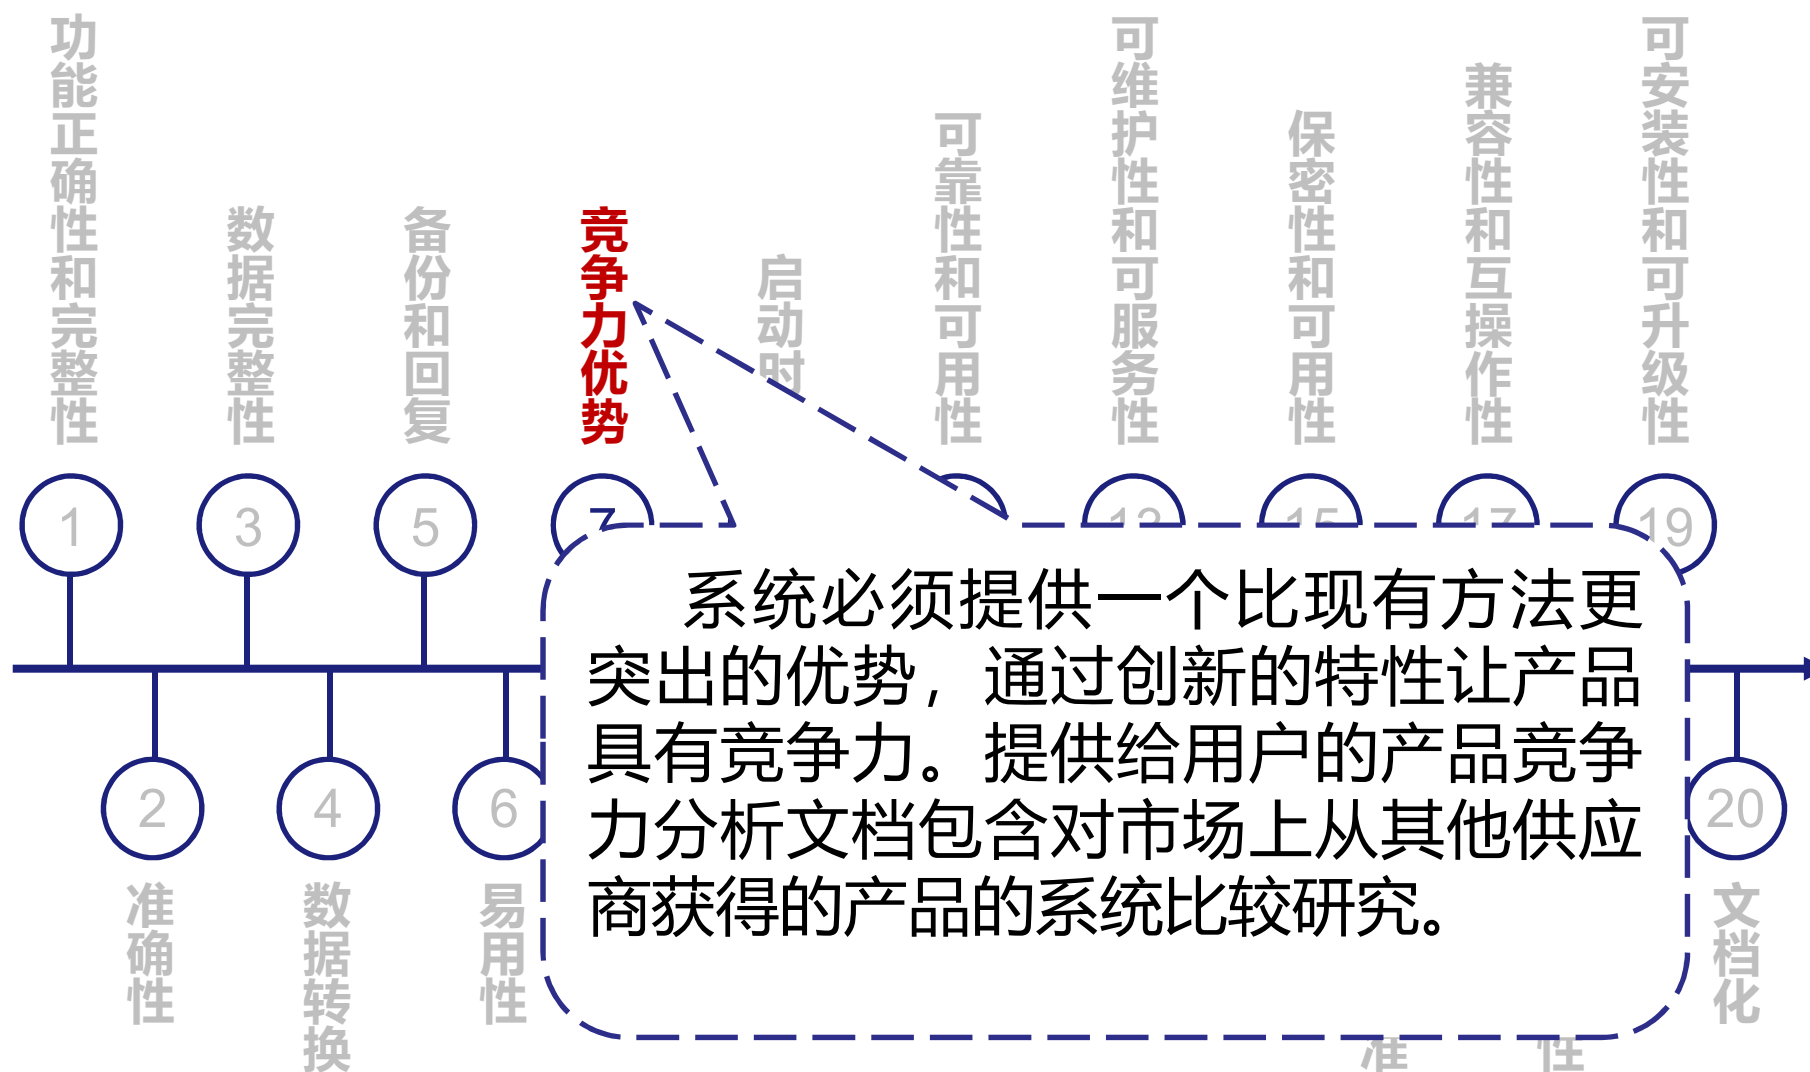 功能正确性和完整性
数据完整性
备份和回复
竞争力优势
启动时
可靠性和可用性
可维护性和可服务性
保密性和可用性
兼容性和互操作性
可安装性和可升级性
1
3
5
7
13
15
17
19
系统必须提供一个比现有方法更
突出的优势，通过创新的特性让产品
具有竞争力。提供给用户的产品竞争
力分析文档包含对市场上从其他供应
商获得的产品的系统比较研究。
2
4
6
20
准确性
数据转换
易用性
准
性
文档化